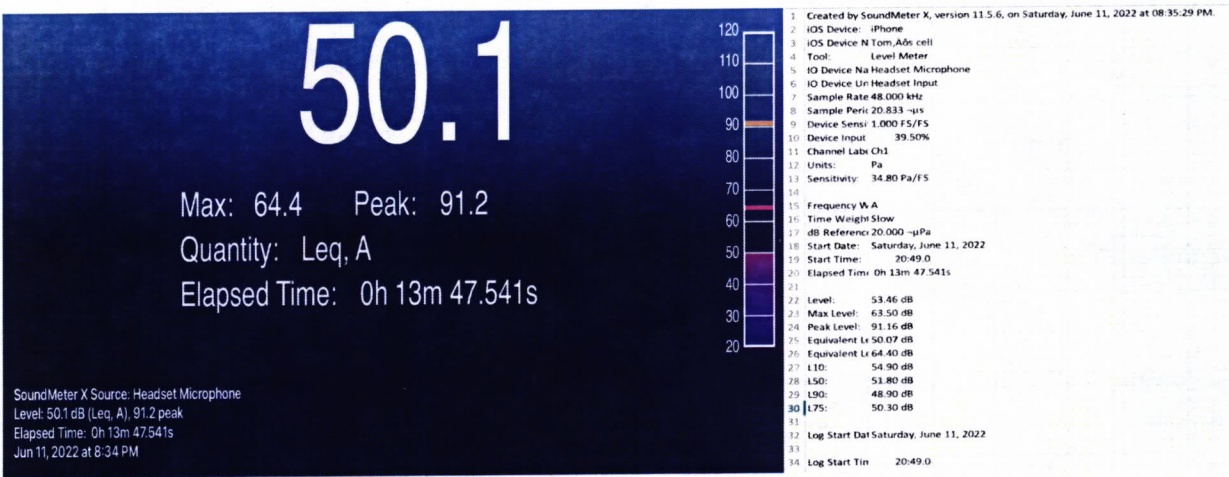 50.1
Max: 64.4 Peak: 91.2
Quantity: Leq, A
Elapsed Time: 0h 13m 47.541s
120
110
100
90
80
70
60
50
40
30
20
SoundMeter X Source: Headset Microphone
Level: 50.1 dB (Leq, A), 91.2 peak
Elapsed Time: 0h 13m 47.541s
Jun 11, 2022 at 8:34 PM
1 Created by SoundMeter X, version 11.5.6, on Saturday, June 11, 2022 at 08:35:29 PM.
2 iOS Device: iPhone
3 iOS Device N Tom‚Äôs cell
4 Tool: Level Meter
5 IO Device Na Headset Microphone
6 IO Device Un Headset Input
7 Sample Rate 48.000 kHz
8 Sample Peric 20.833 ¬µs
9 Device Sensi 1.000 FS/FS
10 Device Input 39.50%
11 Channel Labe Ch1
12 Units: Pa
13 Sensitivity: 34.80 Pa/FS
14
15 Frequency W A
16 Time Weight Slow
17 dB Referenc 20.000 ¬µPa
18 Start Date: Saturday, June 11, 2022
19 Start Time: 20:49.0
20 Elapsed Time 0h 13m 47.541s
21
22 Level: 53.46 dB
23 Max Level: 63.50 dB
24 Peak Level: 91.16 dB
25 Equivalent Le 50.07 dB
26 Equivalent Le 64.40 dB
27 L10: 54.90 dB
28 L50: 51.80 dB
29 L90: 48.90 dB
30 L75: 50.30 dB
31
32 Log Start Dat Saturday, June 11, 2022
33
34 Log Start Tin 20:49.0